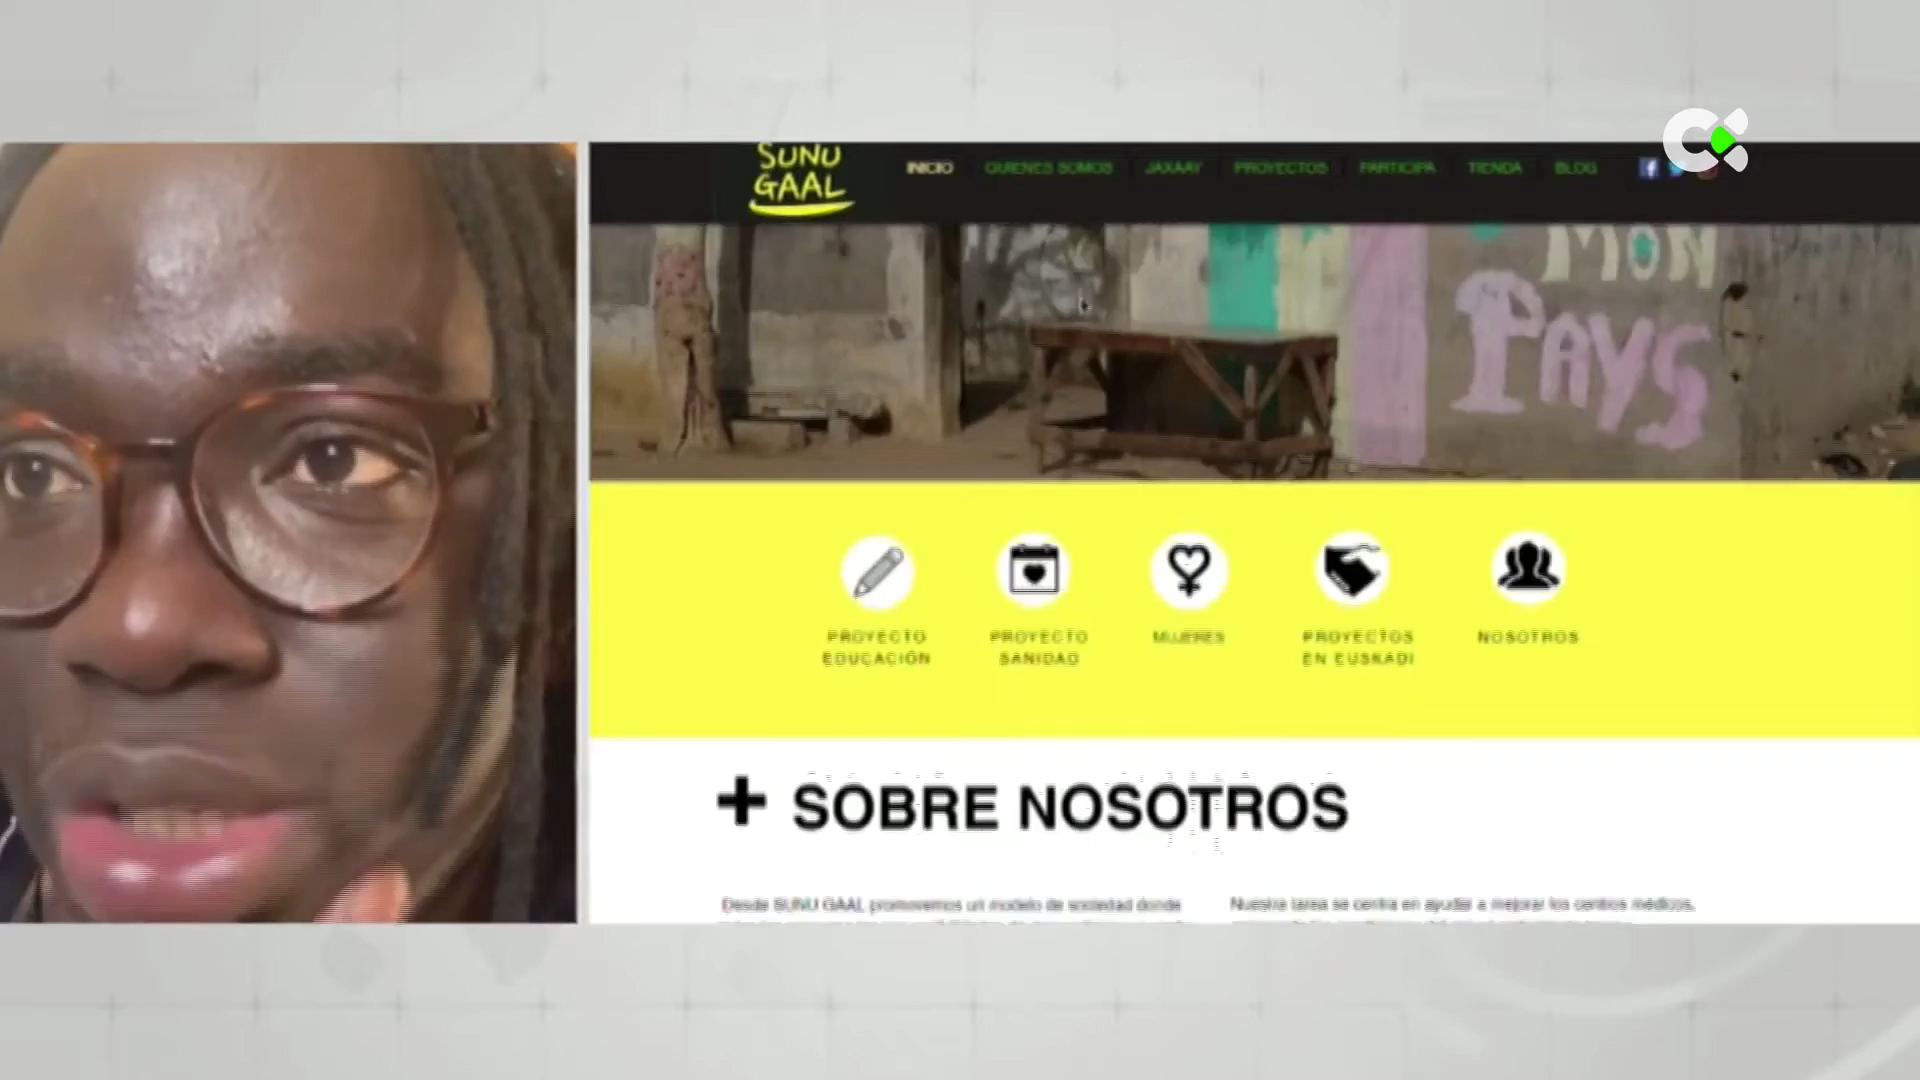 SUNU
GAAL
INICIO
QUIENES SOMOS
JAXAAY
PROYECTOS
PARTICIPA
TIENDA
BLOG
MON
PAYS
PROYECTO
EDUCACIÓN
PROYECTO
SANIDAD
MUJERES
PROYECTOS
EN EUSKADI
NOSOTROS
+ SOBRE NOSOTROS
Desde SUNU GAAL promovemos un modelo de sociedad donde
Nuestra tarea se centra en ayudar a mejorar los centros médicos,